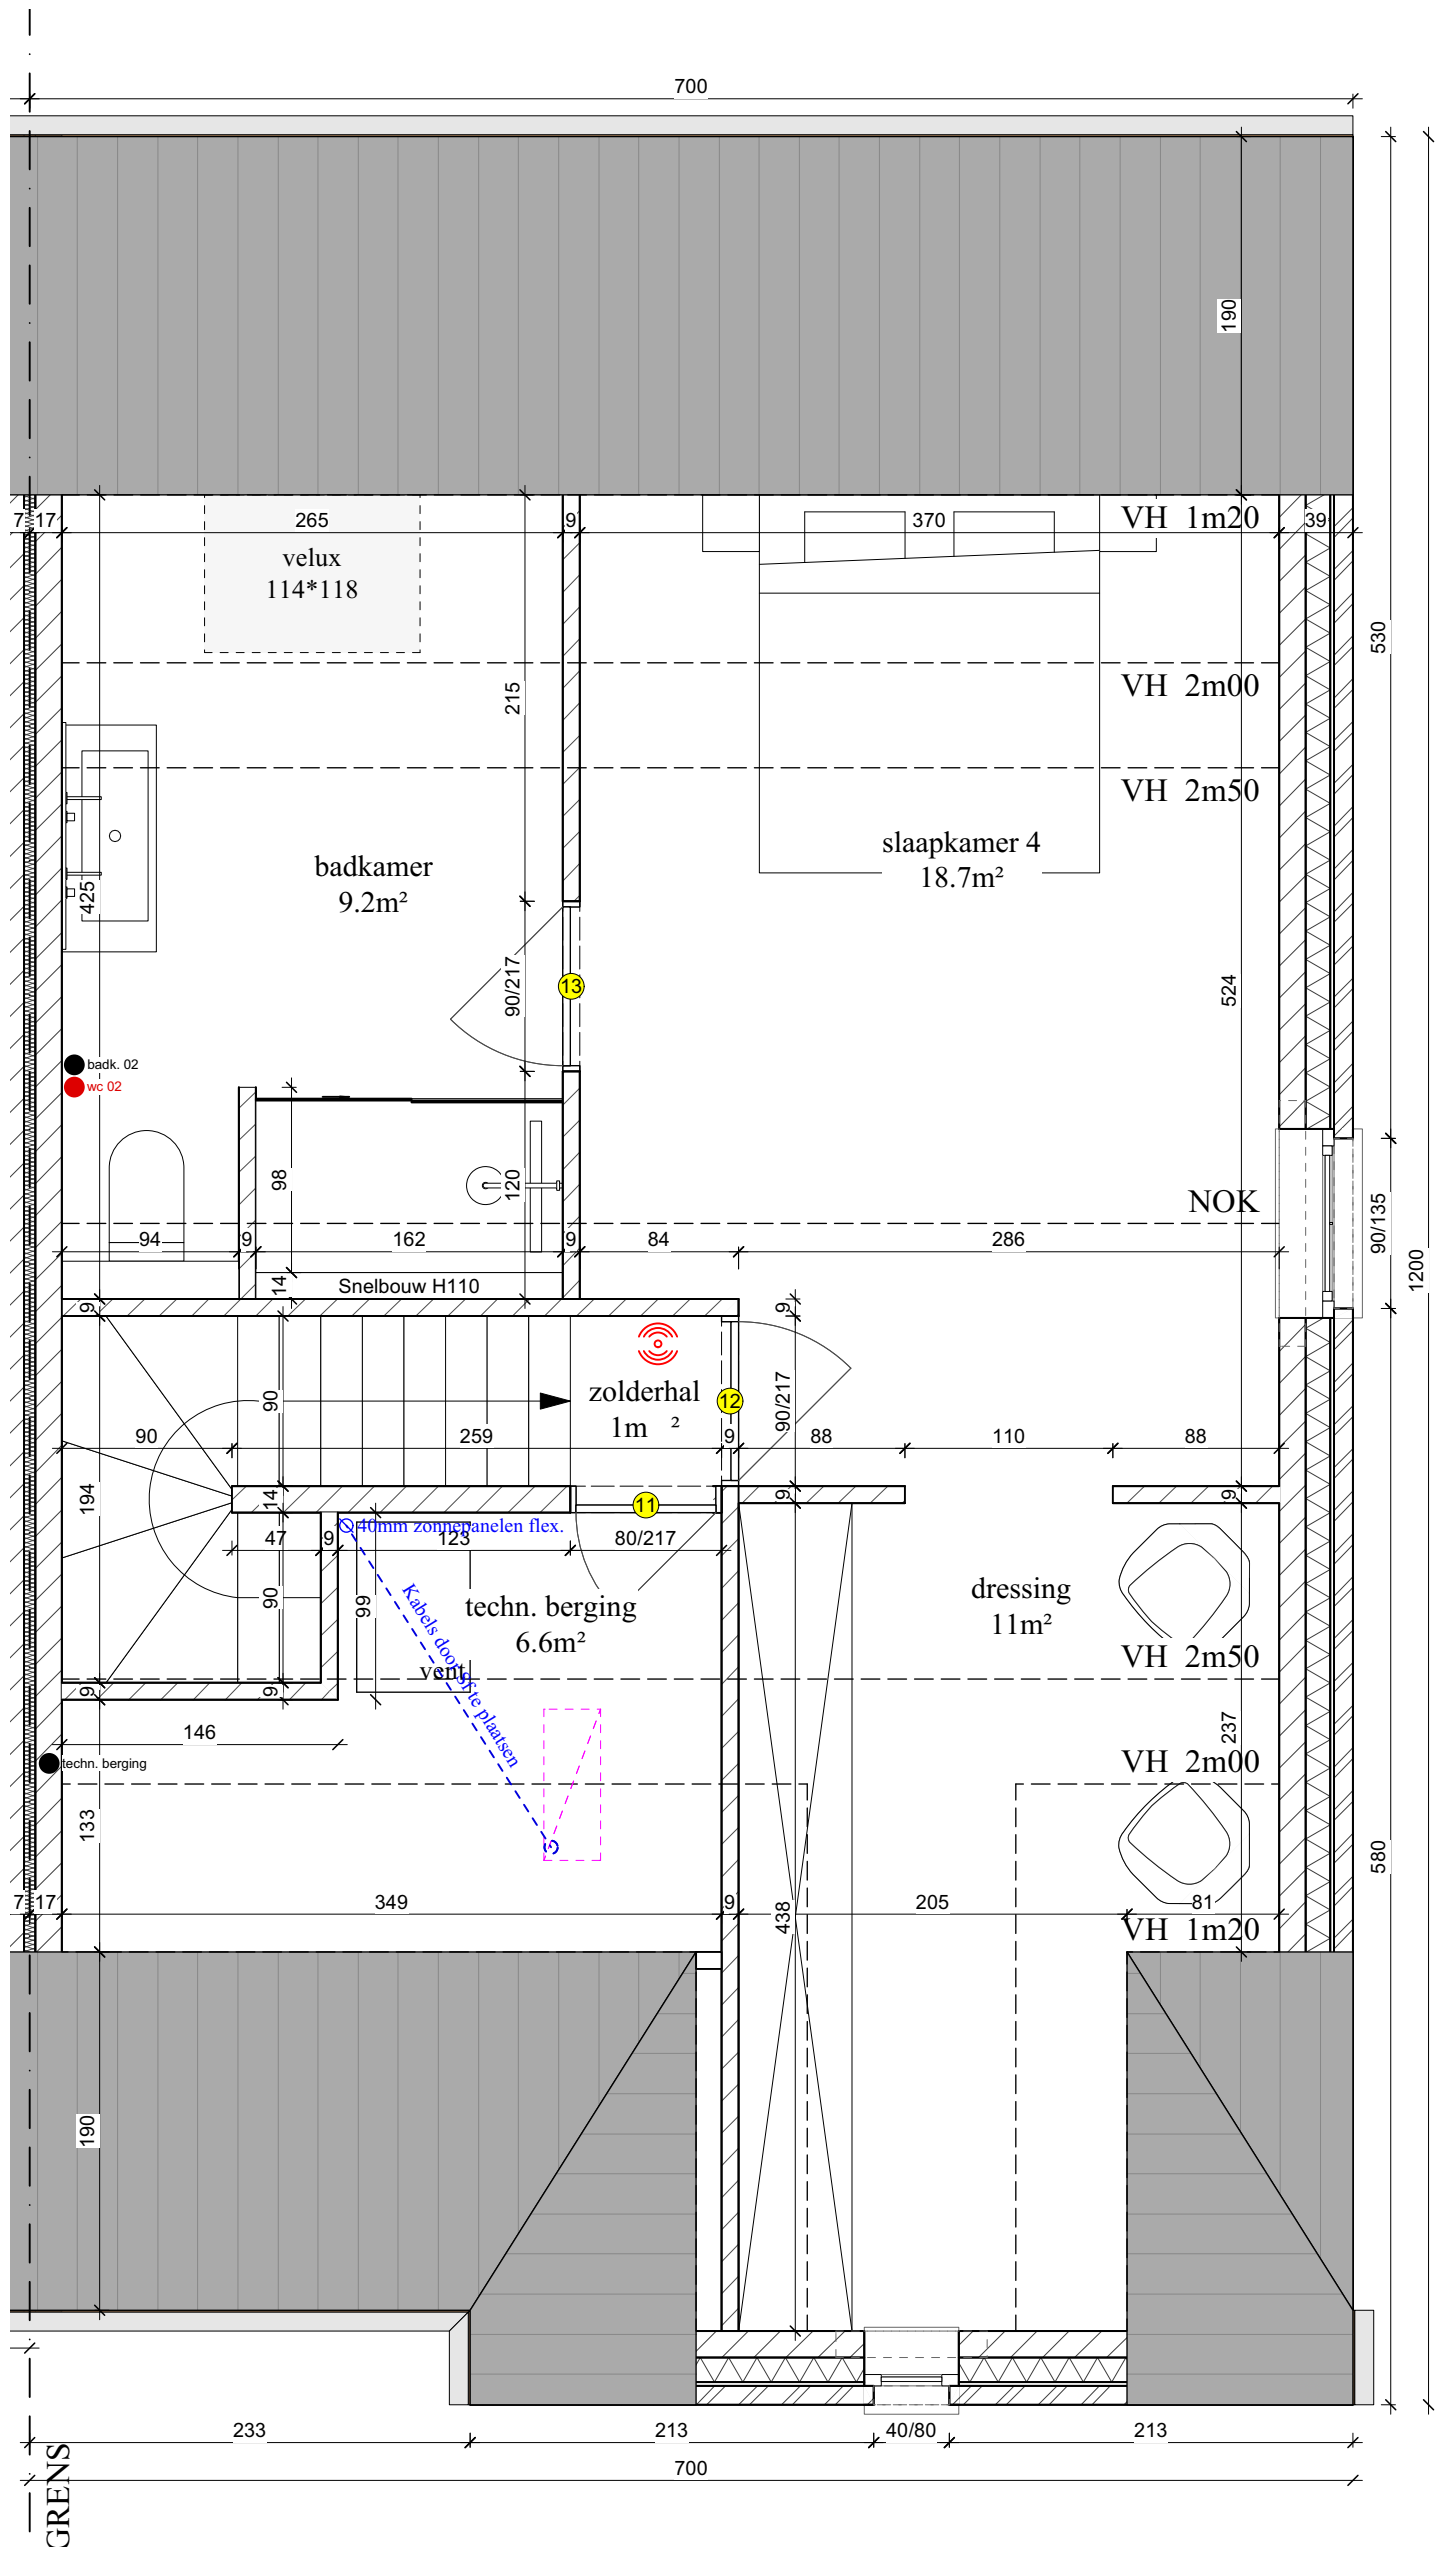 700
190
7 17 265 9 370 VH 1m20 39
velux
114*118
530
VH 2m00
215
VH 2m50
slaapkamer 4
18.7m²
badkamer
9.2m²
425
90/217
13
524
badk. 02
wc 02
98
120
NOK
90/135
94 9 162 9 84 286
1200
14
Snelbouw H110
9
9
zolderhal
1m ²
12
90
90/217
90 259 9 88 110 88
194
14
11
9
40mm zonnepanelen flex.
47 9 123 80/217
90
99
Kabels door sf te plaatsen
techn. berging
6.6m²
dressing
11m²
vent
VH 2m50
9
9
146
237
techn. berging
VH 2m00
133
580
7 17 349 9 438 205 81
VH 1m20
190
233 213 40/80 213
700
GRENS